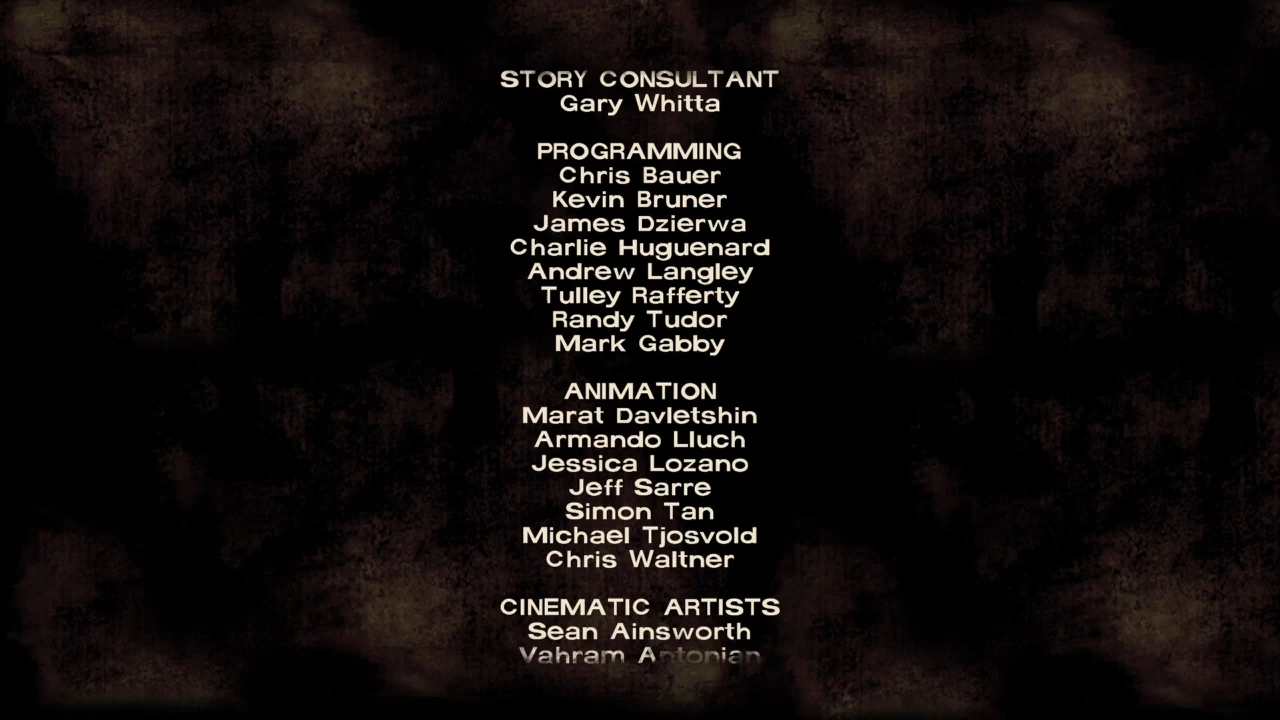 STORY CONSULTANT
Gary Whitta
PROGRAMMING
Chris Bauer
Kevin Bruner
James Dzierwa
Charlie Huguenard
Andrew Langley
Tulley Rafferty
Randy Tudor
Mark Gabby
ANIMATION
Marat Davletshin
Armando Lluch
Jessica Lozano
Jeff Sarre
Simon Tan
Michael Tjosvold
Chris Waltner
CINEMATIC ARTISTS
Sean Ainsworth
Vahram Antonian